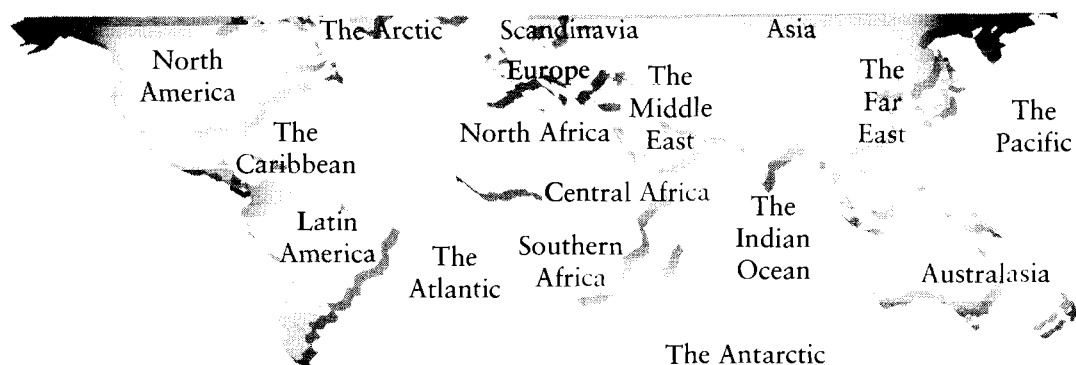 The Arctic
Scandinavia
Asia
North
America
Europe
The
Middle
East
The
Far
East
The
Pacific
North Africa
The
Caribbean
Central Africa
Latin
America
The
Atlantic
Southern
Africa
The
Indian
Ocean
Australasia
The Antarctic